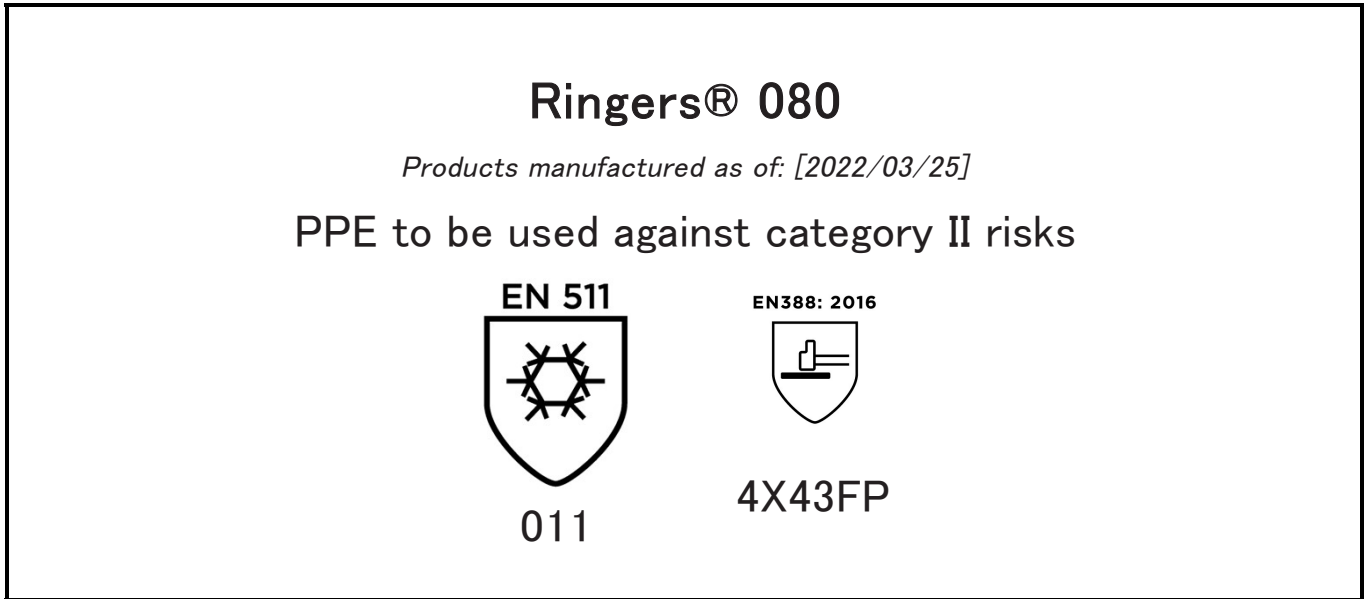 Ringers® 080
Products manufactured as of: [2022/03/25]
PPE to be used against category II risks
EN 511
EN388: 2016
011
4X43FP